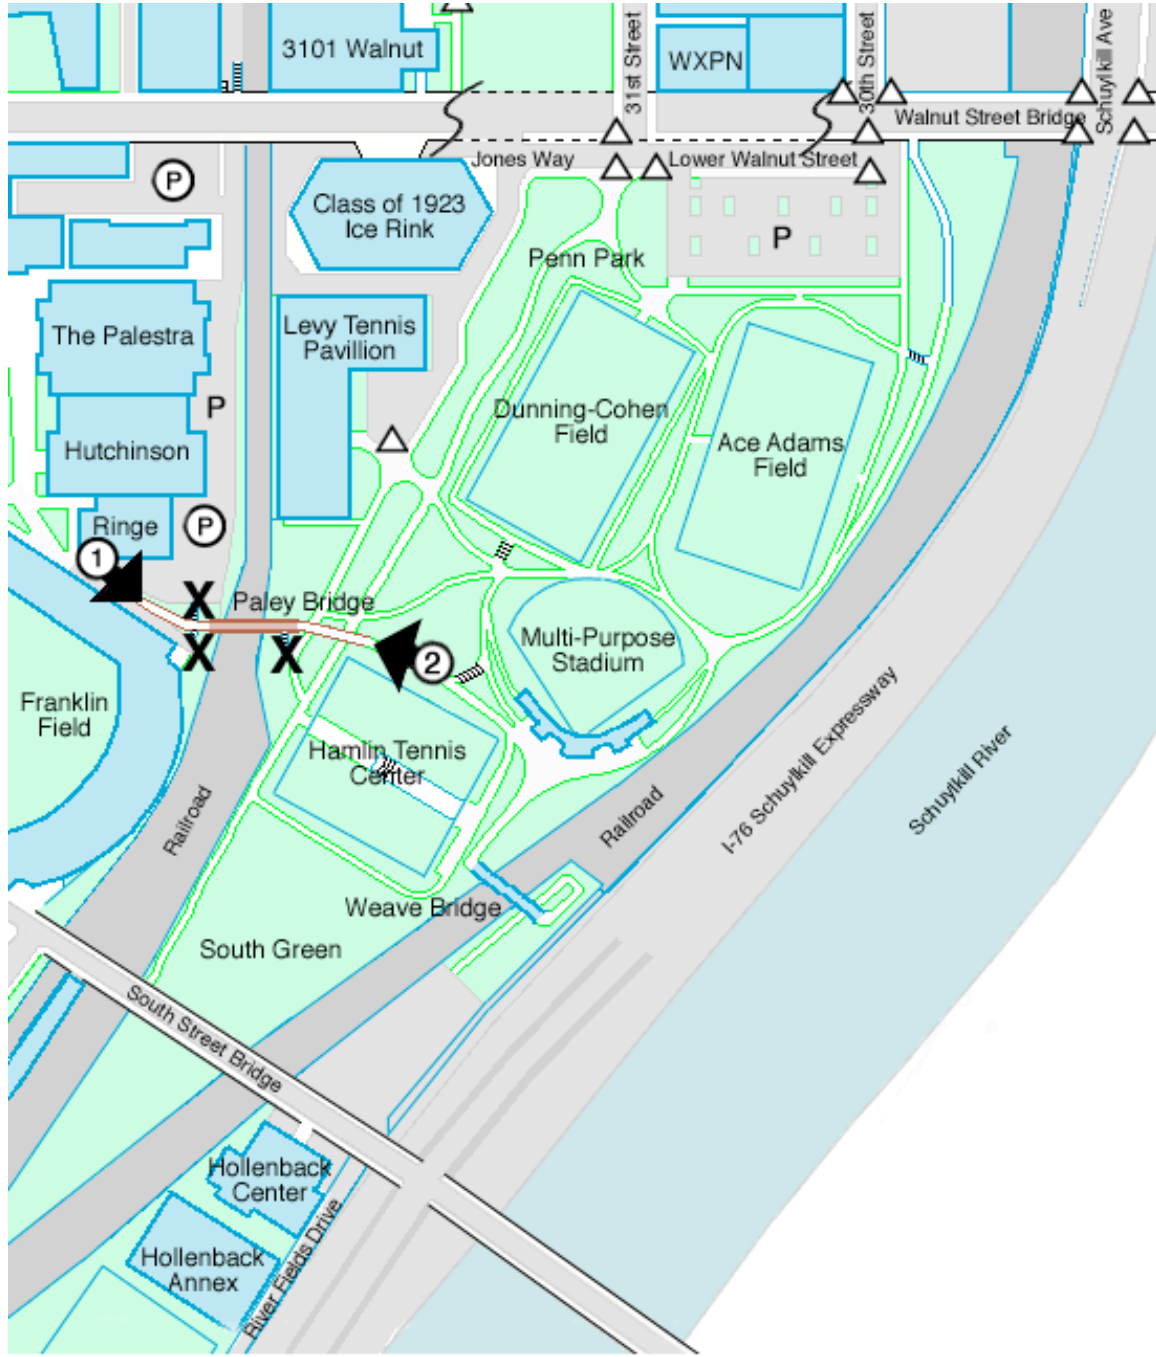 3101 Walnut
31st Street
WXPN
30th Street
Schuylkill Ave
Walnut Street Bridge
Jones Way
Lower Walnut Street
P
Class of 1923
Ice Rink
P
Penn Park
The Palestra
Levy Tennis
Pavillion
P
Dunning-Cohen
Field
Ace Adams
Field
Hutchinson
Ringe
P
1
X
Paley Bridge
X
X
2
Multi-Purpose
Stadium
Franklin
Field
Hamlin Tennis
Center
Railroad
Railroad
I-76 Schuylkill Expressway
Schuylkill River
Weave Bridge
South Green
South Street Bridge
Hollenback
Center
Hollenback
Annex
River Fields Drive